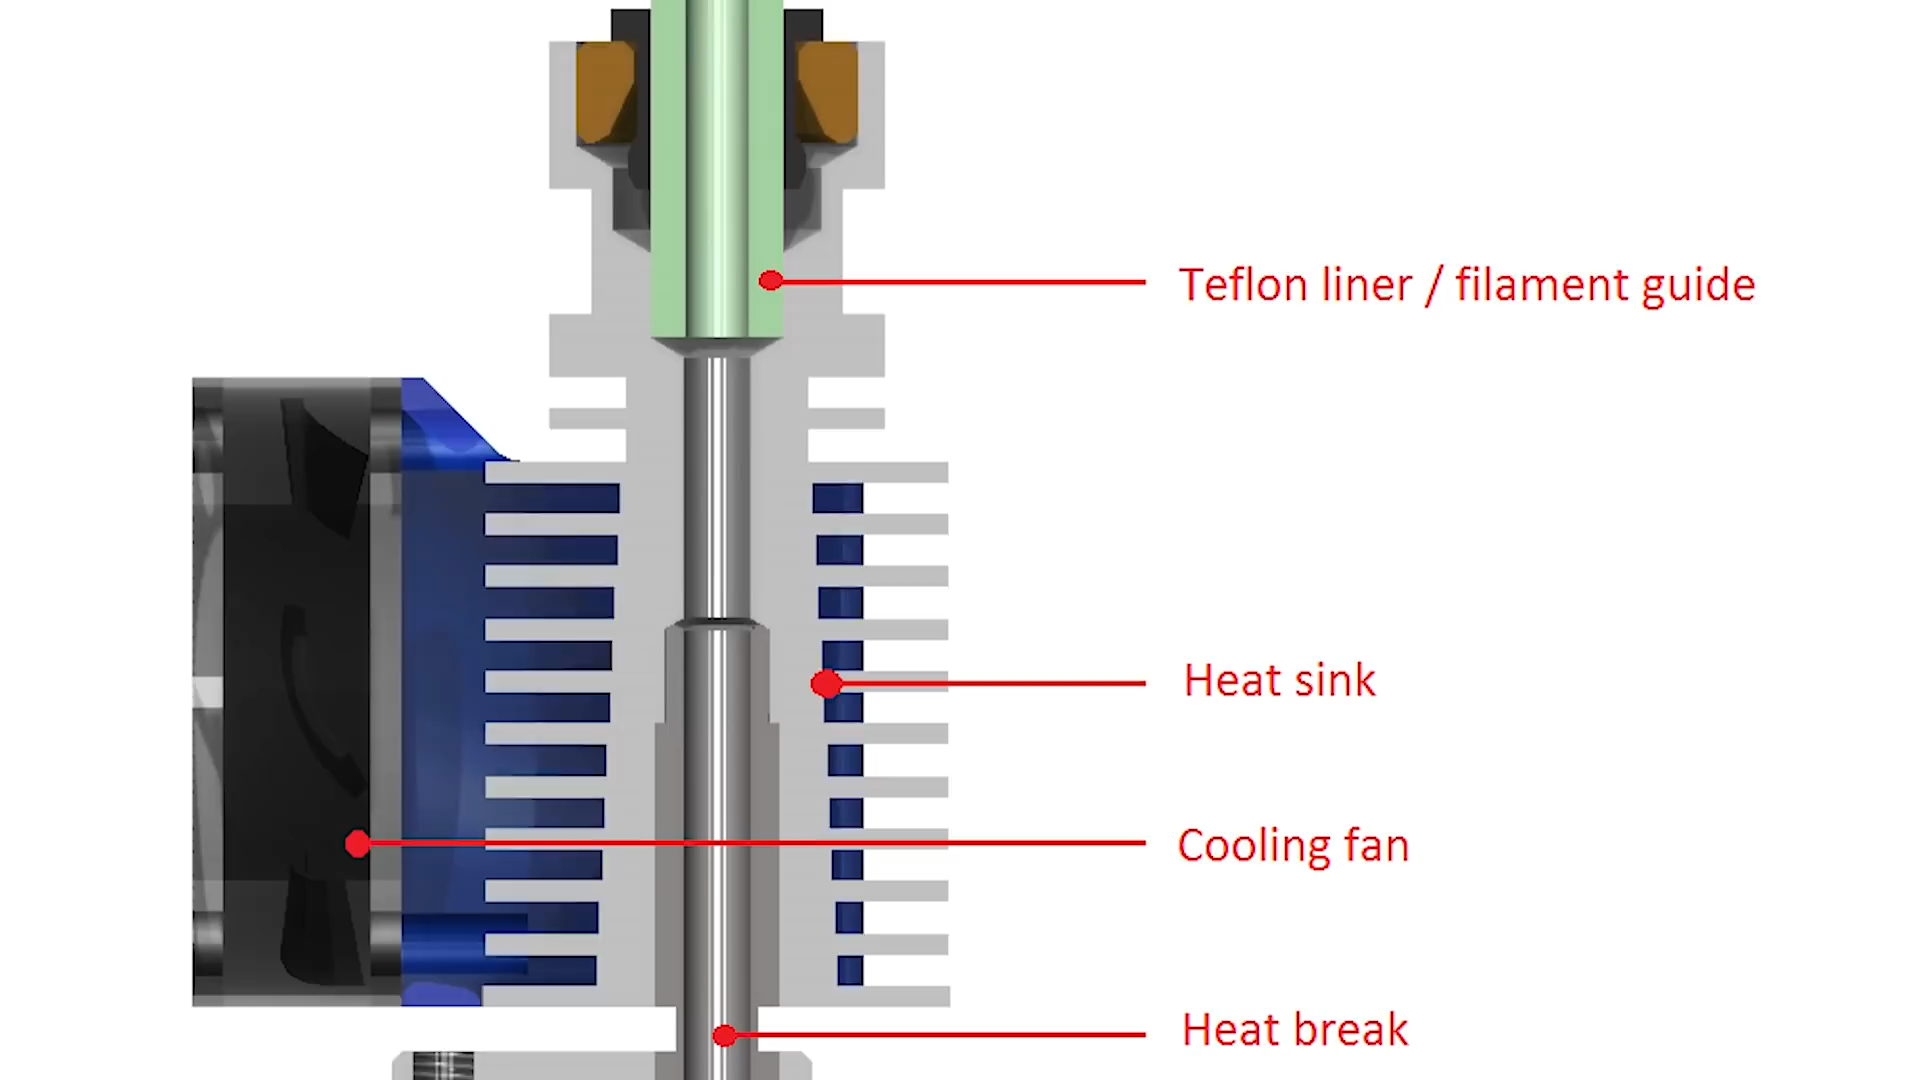 Teflon liner / filament guide
Heat sink
Cooling fan
Heat break